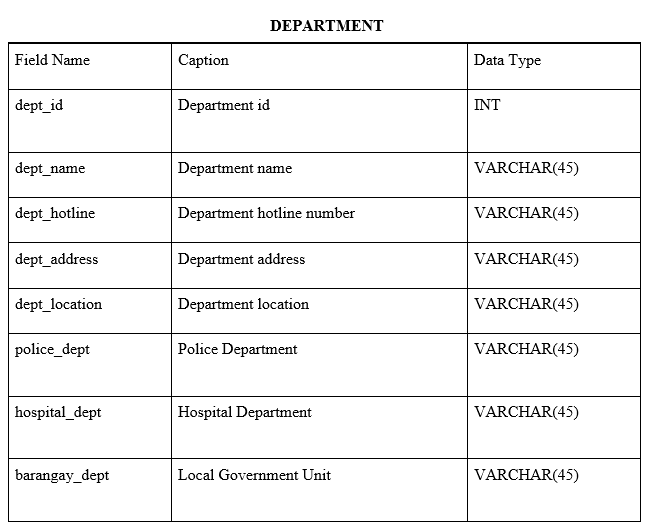 DEPARTMENT
Field Name Caption Data Type
dept_id Department id INT
dept_name Department name VARCHAR(45)
dept_hotline Department hotline number VARCHAR(45)
dept_address Department address VARCHAR(45)
dept_location Department location VARCHAR(45)
police_dept Police Department VARCHAR(45)
hospital_dept Hospital Department VARCHAR(45)
barangay_dept Local Government Unit VARCHAR(45)